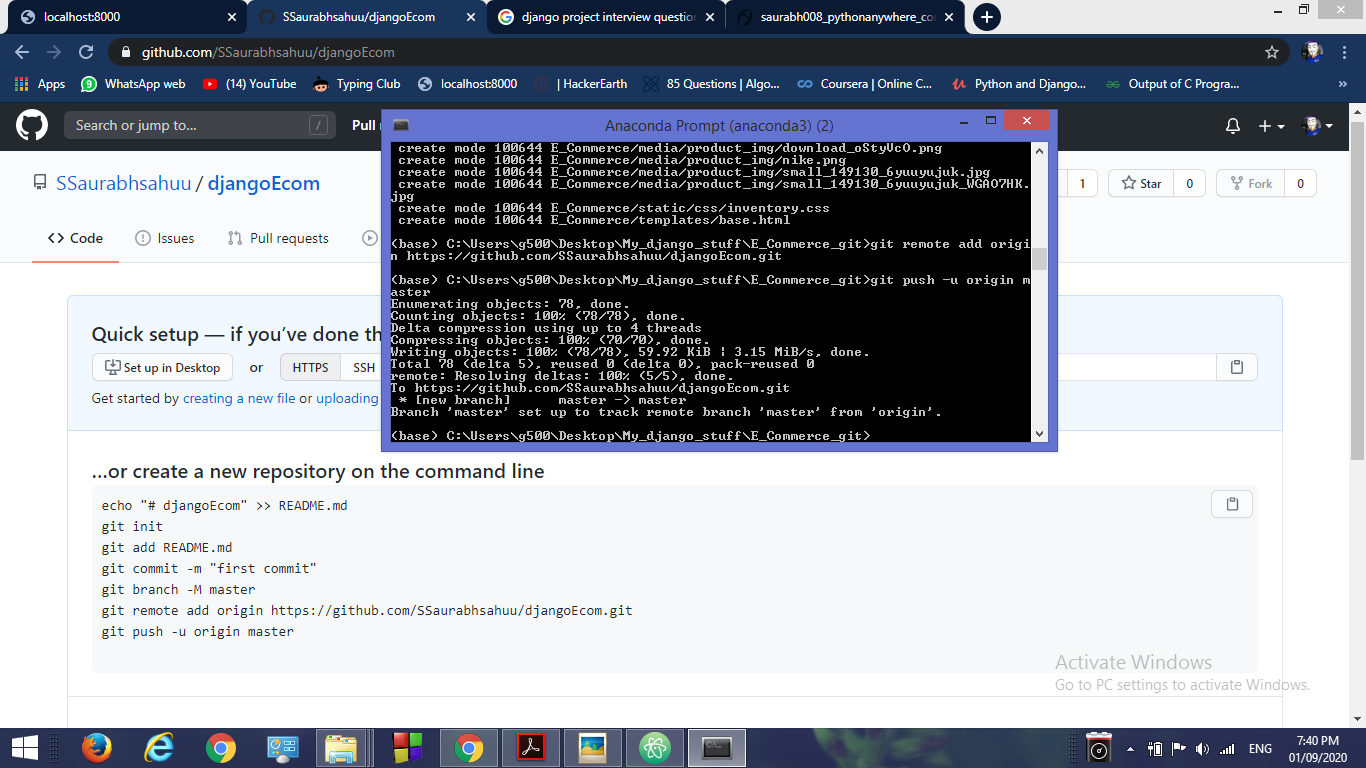 localhost:8000
SSaurabhsahuu/djangoEcom
django project interview question
saurabh008_pythonanywhere_co
github.com/SSaurabhsahuu/djangoEcom
Apps
WhatsApp web
(14) YouTube
Typing Club
localhost:8000
| HackerEarth
85 Questions | Algo...
Coursera | Online C...
Python and Django...
Output of C Progra...
Search or jump to...
/
Pull
Anaconda Prompt (anaconda3) (2)
create mode 100644 E_Commerce/media/product_img/download_oStyVcO.png
create mode 100644 E_Commerce/media/product_img/nike.png
create mode 100644 E_Commerce/media/product_img/small_149130_6yuuyujuk.jpg
create mode 100644 E_Commerce/media/product_img/small_149130_6yuuyujuk_WGAO7HK.
jpg
create mode 100644 E_Commerce/static/css/inventory.css
create mode 100644 E_Commerce/templates/base.html
(base) C:\Users\g500\Desktop\My_django_stuff\E_Commerce_git>git remote add origi
n https://github.com/SSaurabhsahuu/djangoEcom.git
(base) C:\Users\g500\Desktop\My_django_stuff\E_Commerce_git>git push -u origin m
aster
Enumerating objects: 78, done.
Counting objects: 100% (78/78), done.
Delta compression using up to 4 threads
Compressing objects: 100% (70/70), done.
Writing objects: 100% (78/78), 59.92 KiB | 3.15 MiB/s, done.
Total 78 (delta 5), reused 0 (delta 0), pack-reused 0
remote: Resolving deltas: 100% (5/5), done.
To https://github.com/SSaurabhsahuu/djangoEcom.git
* [new branch]      master -> master
Branch 'master' set up to track remote branch 'master' from 'origin'.
(base) C:\Users\g500\Desktop\My_django_stuff\E_Commerce_git>
SSaurabhsahuu / djangoEcom
1
Star 0
Fork 0
Code
Issues
Pull requests
Quick setup — if you've done th
Set up in Desktop
or
HTTPS
SSH
Get started by creating a new file or uploading
...or create a new repository on the command line
echo "# djangoEcom" >> README.md
git init
git add README.md
git commit -m "first commit"
git branch -M master
git remote add origin https://github.com/SSaurabhsahuu/djangoEcom.git
git push -u origin master
Activate Windows
Go to PC settings to activate Windows.
ENG
7:40 PM
01/09/2020